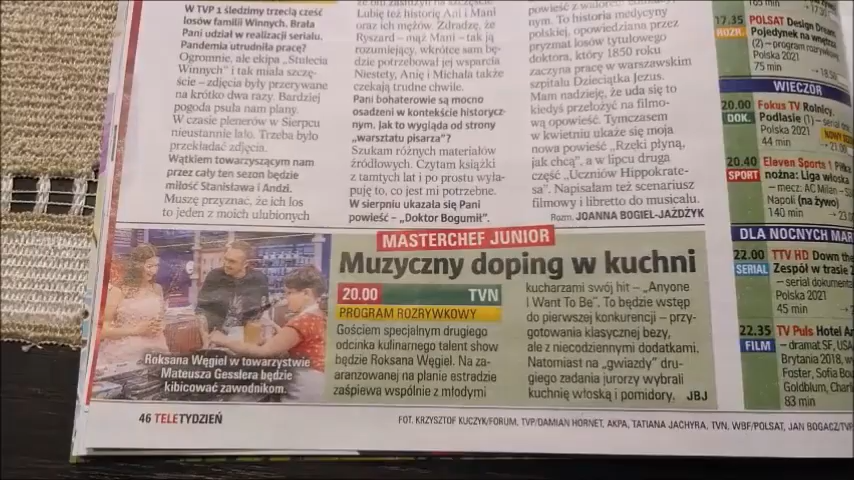 W TVP 1 śledzimy trzecią cześć
losów familii Winnych. Brała
Pani udział w realizacji serialu.
Pandemia utrudniła pracę?
Ogromnie, ale ekipa „Stulecia
Winnych” i tak miała szczę-
ście – zdjęcia były przerywane
na krótko dwa razy. Bardziej
pogoda psuła nam plany.
W czasie plenerów w Sierpcu
nieustannie lało. Trzeba było
przekładać zdjęcia.
Wątkiem towarzyszącym nam
przez cały ten sezon będzie
miłość Stanisława i Andzi.
Muszę przyznać, że ich los
to jeden z moich ulubionych
Lubię też historię Ani i Mani
oraz ich mężów. Zdradzę, że
Ryszard – mąż Mani – tak ją
rozumiejący, wkrótce sam bę-
dzie potrzebował jej wsparcia
Niestety, Anię i Michała także
czekają trudne chwile.
Pani bohaterowie są mocno
osadzeni w kontekście historycz-
nym. Jak to wygląda od strony
„warsztatu pisarza”?
Szukam różnych materiałów
źródłowych. Czytam książki
z tamtych lat i po prostu wyła-
puję to, co jest mi potrzebne.
W sierpniu ukazała się Pani
powieść – „Doktor Bogumił”.
powieść z walorem
nym. To historia medycyny
polskiej, opowiedziana przez
pryzmat losów tytułowego
doktora, który 1850 roku
zaczyna pracę w warszawskim
szpitalu Dzieciątka Jezus.
Mam nadzieję, że uda się to
kiedyś przełożyć na filmo-
wą opowieść. Tymczasem
w kwietniu ukaże się moja
nowa powieść „Rzeki płyną,
jak chcą”, a w lipcu druga
część „Uczniów Hippokrate-
sa”. Napisałam też scenariusz
filmowy i libretto do musicalu.
Rozm. JOANNA BOGIEL-JAŻDŻYK
MASTERCHEF JUNIOR
Muzyczny doping w kuchni
20.00 TVN
PROGRAM ROZRYWKOWY
Gościem specjalnym drugiego
odcinka kulinarnego talent show
będzie Roksana Węgiel. Na za-
aranżowanej na planie estradzie
zaśpiewa wspólnie z młodymi
kucharzami swój hit – „Anyone
I Want To Be”. To będzie wstęp
do pierwszej konkurencji – przy-
gotowania klasycznej bezy,
ale z niecodziennymi dodatkami.
Natomiast na „gwiazdy” dru-
giego zadania jurorzy wybrali
kuchnię włoską i pomidory. JBJ
Roksana Węgiel w towarzystwie
Mateusza Gesslera będzie
kibicować zawodnikom.
46 TELETYDZIEŃ
FOT. KRZYSZTOF KUCZYK/FORUM, TVP/DAMIAN HORNET, AKPA, TATIANA JACHYRA, TVN, WBF/POLSAT, JAN BOGACZ/TVP
17.35 POLSAT Design
ROZR. Pojedynek na
(2) – program rozrywkowy
Polska 2021
75 min
WIECZÓR
20.00 Fokus TV Rolnicy.
DOK. Podlasie (1) – serial
Polska 2021
44 min
20.40 Eleven Sports 1 Piłka
SPORT nożna: Liga włoska
– mecz: AC Milan –
Napoli (na żywo)
140 min
DLA NOCNYCH MAR
22.00 TTV HD Down the
SERIAL Zespół w trasie 2
– serial dokumenta
Polska 2021
45 min
22.35 TV Puls Hotel Ar
FILM – dramat SF, USA
Brytania 2018, w
Foster, Sofia Bou
Goldblum, Charl
83 min